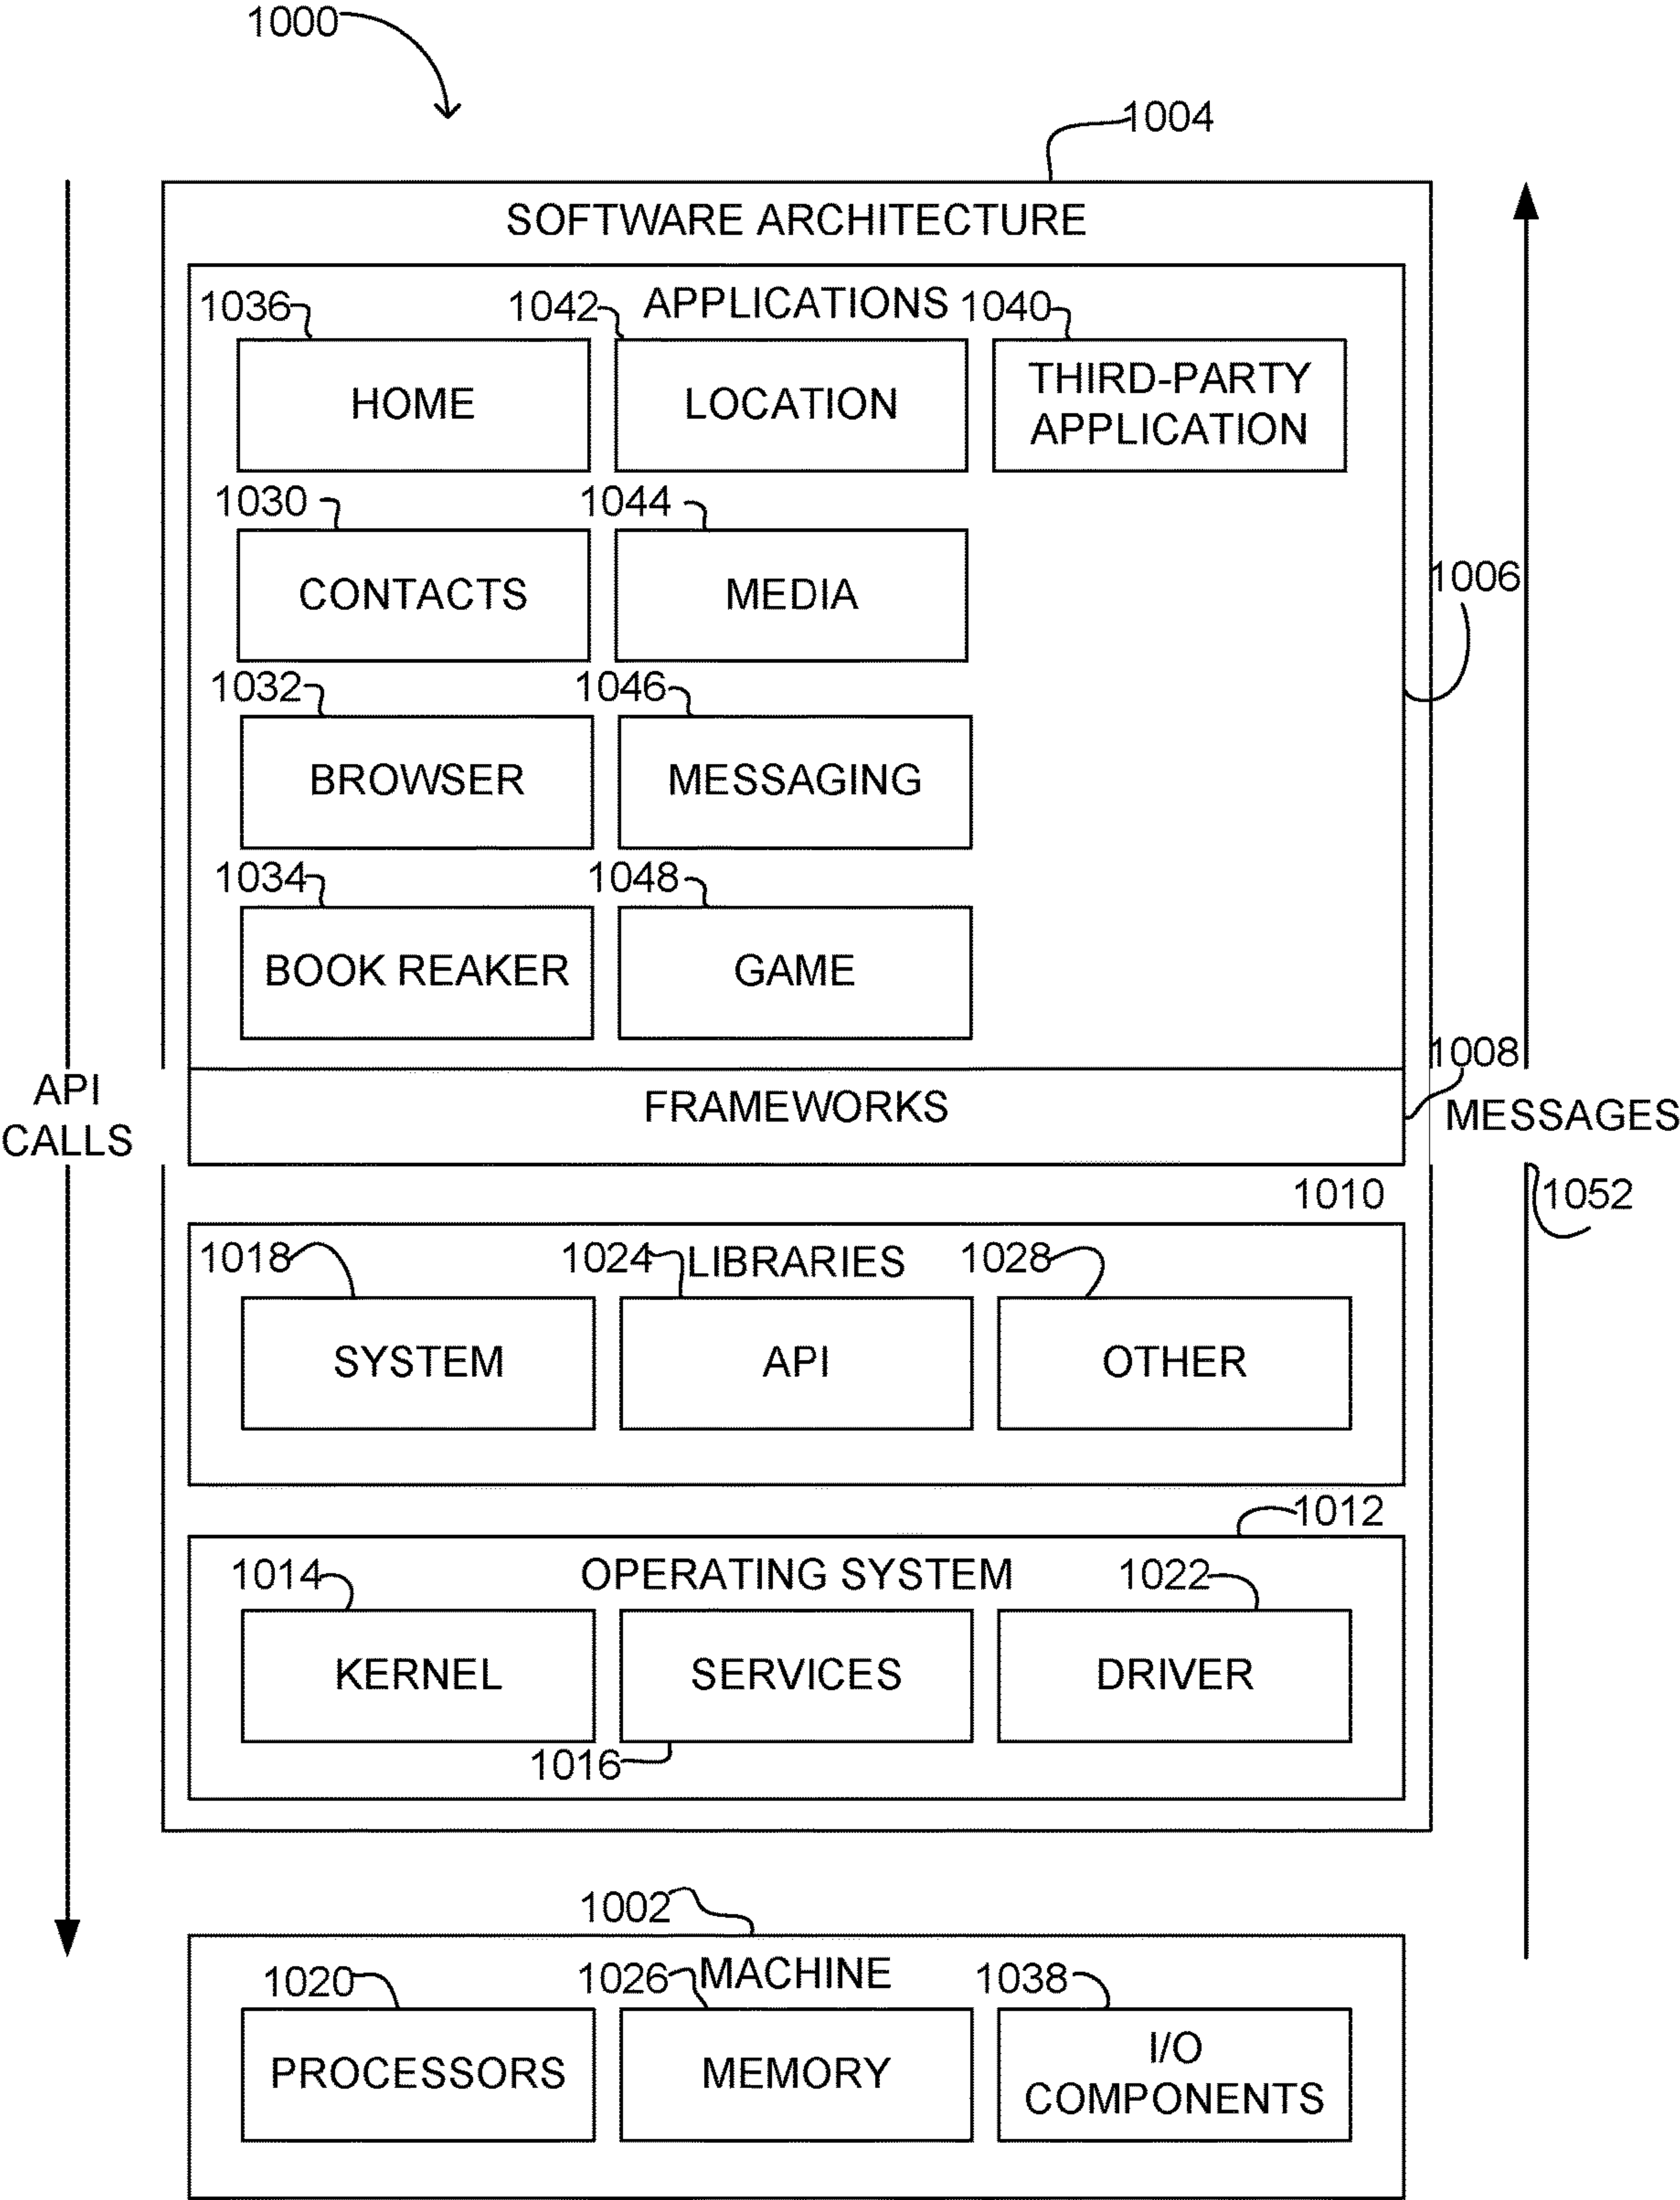 1000
1004
SOFTWARE ARCHITECTURE
APPLICATIONS
1036
1042
1040
HOME
LOCATION
THIRD-PARTY
APPLICATION
1030
1044
CONTACTS
MEDIA
1006
1032
1046
BROWSER
MESSAGING
1034
1048
BOOK REAKER
GAME
1008
API
CALLS
FRAMEWORKS
MESSAGES
1010
1052
1018
1024
LIBRARIES
1028
SYSTEM
API
OTHER
1012
1014
OPERATING SYSTEM
1022
KERNEL
SERVICES
DRIVER
1016
1002
1020
1026
MACHINE
1038
PROCESSORS
MEMORY
I/O
COMPONENTS